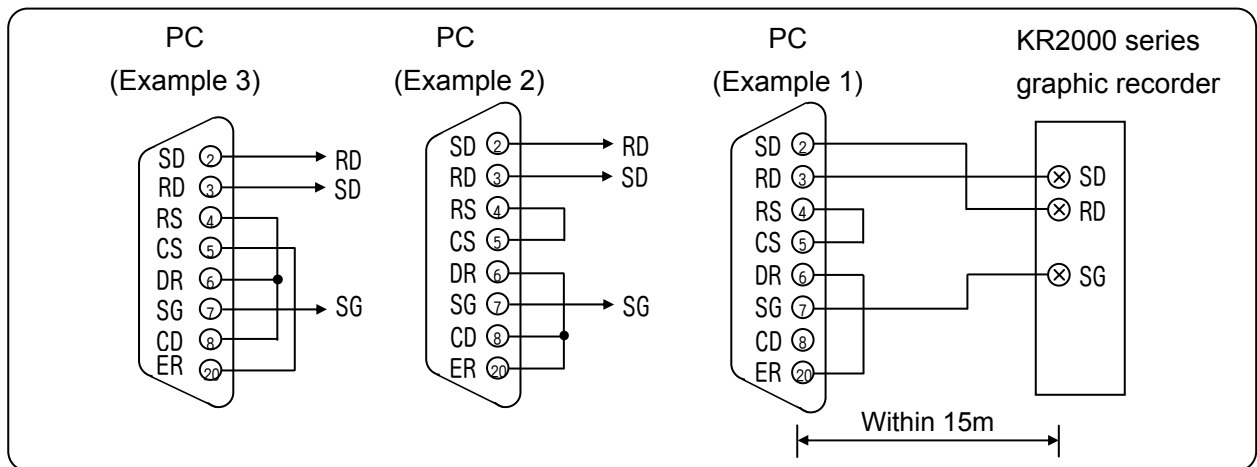 PC
(Example 3)
SD 2 RD
RD 3 SD
RS 4
CS 5
DR 6
SG 7 SG
CD 8
ER 20
PC
(Example 2)
SD 2 RD
RD 3 SD
RS 4
CS 5
DR 6
SG 7 SG
CD 8
ER 20
PC
(Example 1)
SD 2
RD 3
RS 4
CS 5
DR 6
SG 7
CD 8
ER 20
KR2000 series
graphic recorder
SD
RD
SG
Within 15m